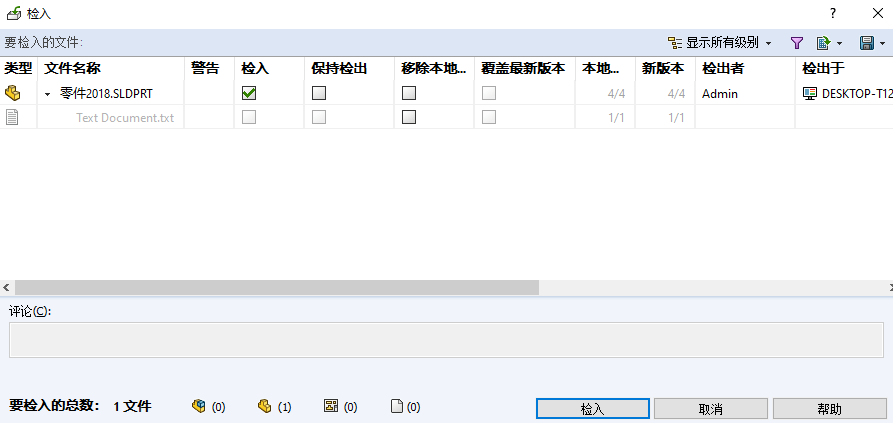 检入
?
要检入的文件:
显示所有级别
类型 文件名称 警告 检入 保持检出 移除本地... 覆盖最新版本 本地... 新版本 检出者 检出于
零件2018.SLDPRT 4/4 4/4 Admin DESKTOP-T12
Text Document.txt 1/1 1/1
评论(C):
要检入的总数: 1 文件 (0) (1) (0) (0)
检入 取消 帮助